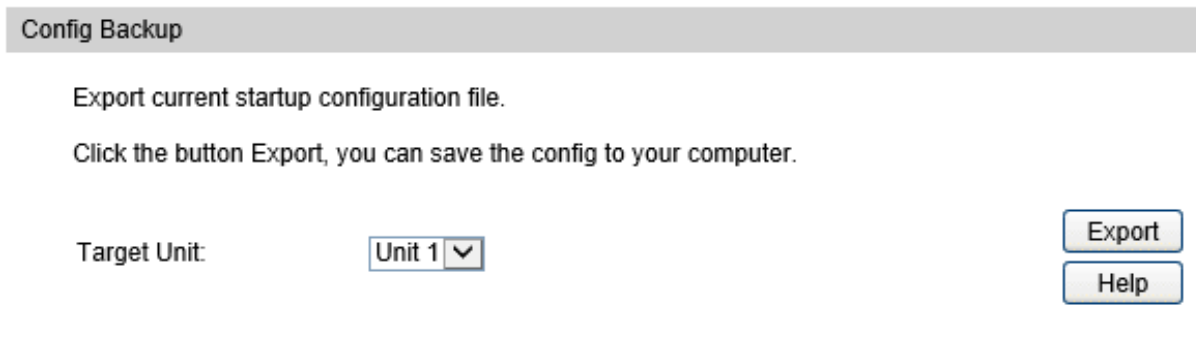 Config Backup
Export current startup configuration file.
Click the button Export, you can save the config to your computer.
Target Unit: Unit 1 Export
Help